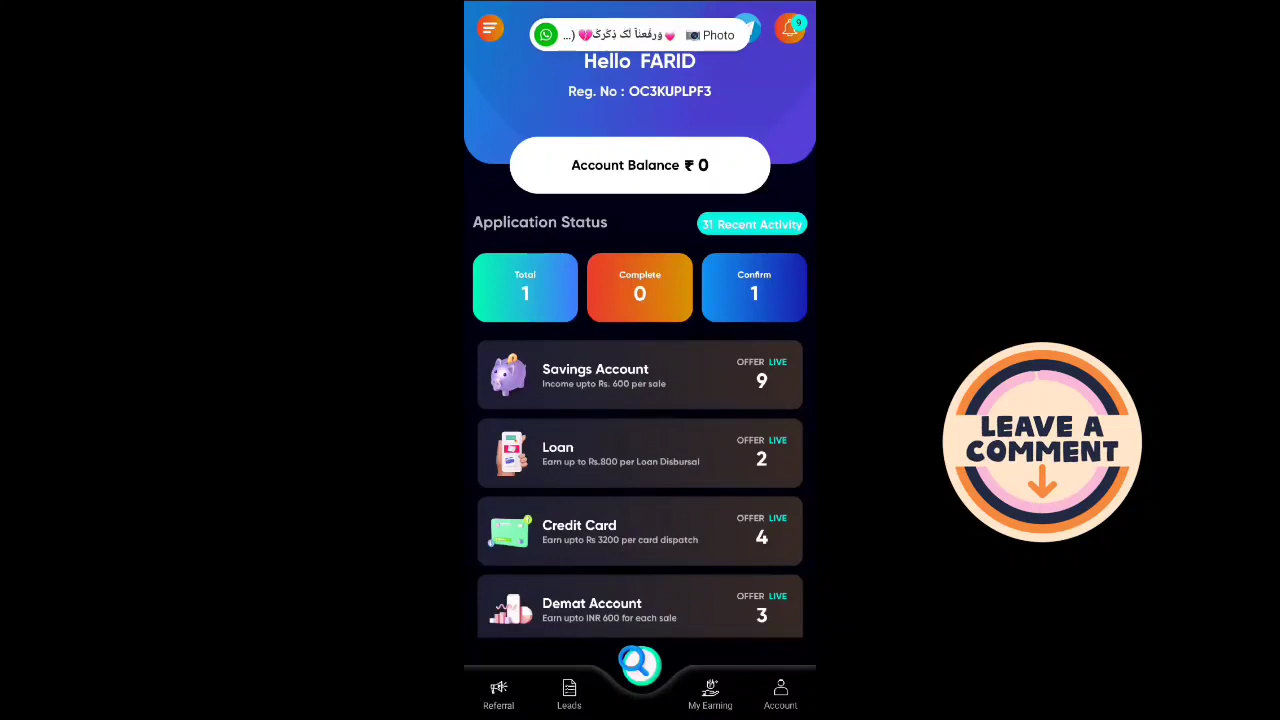 وَرَفَعْنَا لَكَ ذِكْرَكَ (...
Photo
9
Hello FARID
Reg. No : OC3KUPLPF3
Account Balance ₹ 0
Application Status
31 Recent Activity
Total
1
Complete
0
Confirm
1
Savings Account
Income upto Rs. 600 per sale
OFFER LIVE
9
Loan
Earn up to Rs.800 per Loan Disbursal
OFFER LIVE
2
Credit Card
Earn upto Rs 3200 per card dispatch
OFFER LIVE
4
Demat Account
Earn upto INR 600 for each sale
OFFER LIVE
3
Referral
Leads
My Earning
Account
LEAVE A
COMMENT